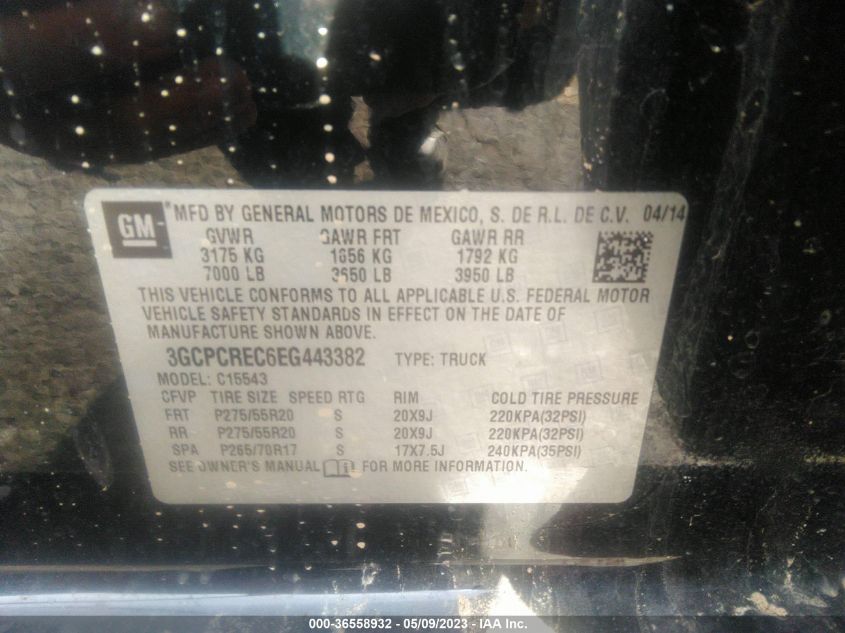 GM MFD BY GENERAL MOTORS DE MEXICO, S. DE R.L. DE C.V. 04/14
GVWR GAWR FRT GAWR RR
3175 KG 1656 KG 1792 KG
7000 LB 3650 LB 3950 LB
THIS VEHICLE CONFORMS TO ALL APPLICABLE U.S. FEDERAL MOTOR
VEHICLE SAFETY STANDARDS IN EFFECT ON THE DATE OF
MANUFACTURE SHOWN ABOVE.
3GCPCREC6EG443382 TYPE: TRUCK
MODEL: C15543
CFVP TIRE SIZE SPEED RTG RIM COLD TIRE PRESSURE
FRT P275/55R20 S 20X9J 220KPA(32PSI)
RR P275/55R20 S 20X9J 220KPA(32PSI)
SPA P265/70R17 S 17X7.5J 240KPA(35PSI)
SEE OWNER'S MANUAL FOR MORE INFORMATION.
000-36558932 - 05/09/2023 - IAA Inc.